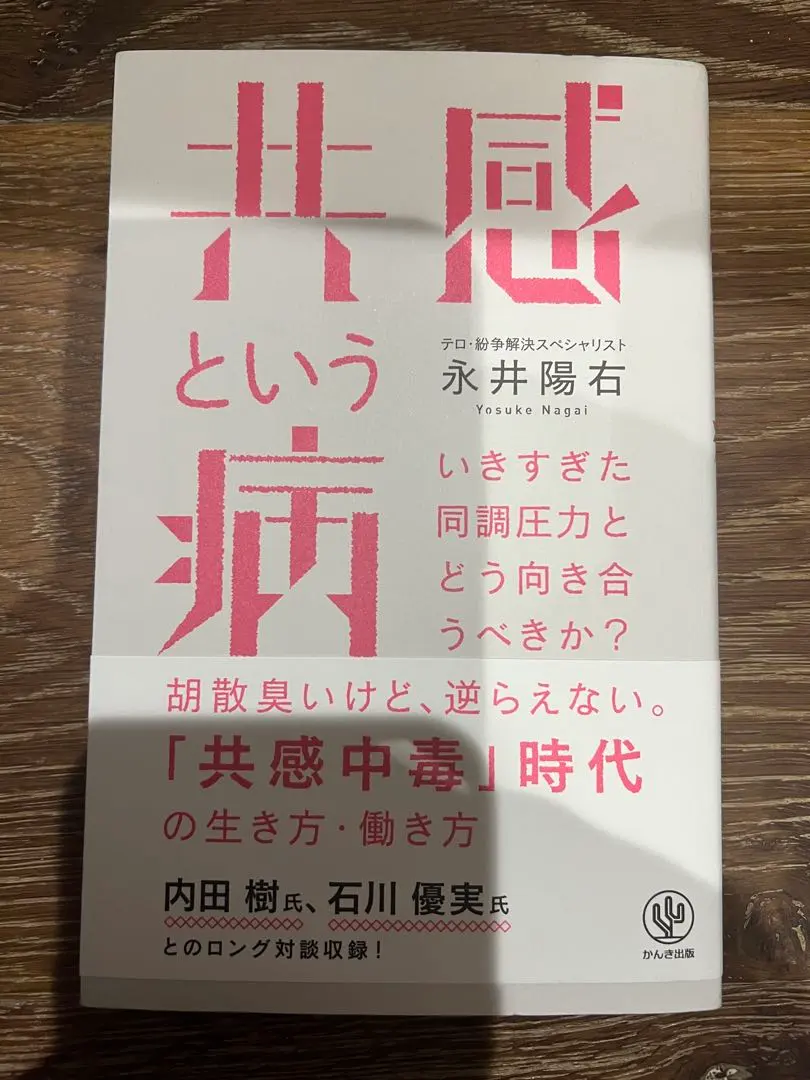 共感
という
病
テロ・紛争解決スペシャリスト
永井陽右
Yosuke Nagai
いきすぎた
同調圧力と
どう向き合
うべきか?
胡散臭いけど、逆らえない。
「共感中毒」時代
の生き方・働き方
内田 樹氏、石川 優実氏
とのロング対談収録!
かんき出版